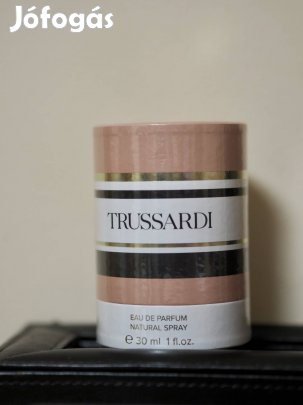 Jófogás
TRUSSARDI
EAU DE PARFUM
NATURAL SPRAY
e 30 ml 1 fl.oz.